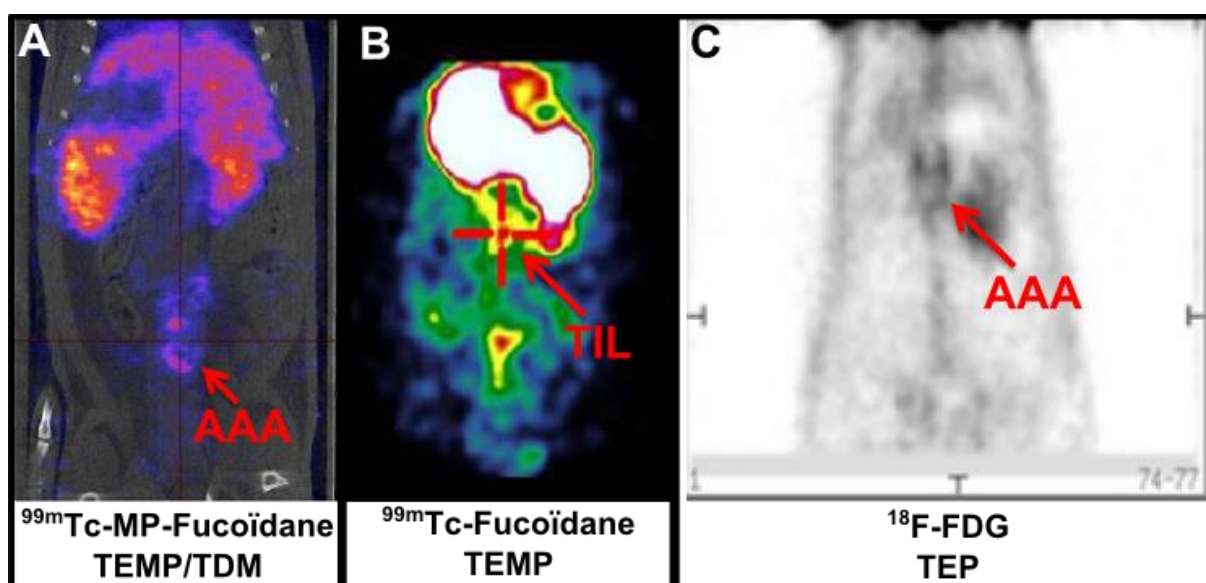 A
B
C
AAA
TIL
AAA
1
74-77
⁹⁹ᵐTc-MP-Fucoïdane
TEMP/TDM
⁹⁹ᵐTc-Fucoïdane
TEMP
¹⁸F-FDG
TEP